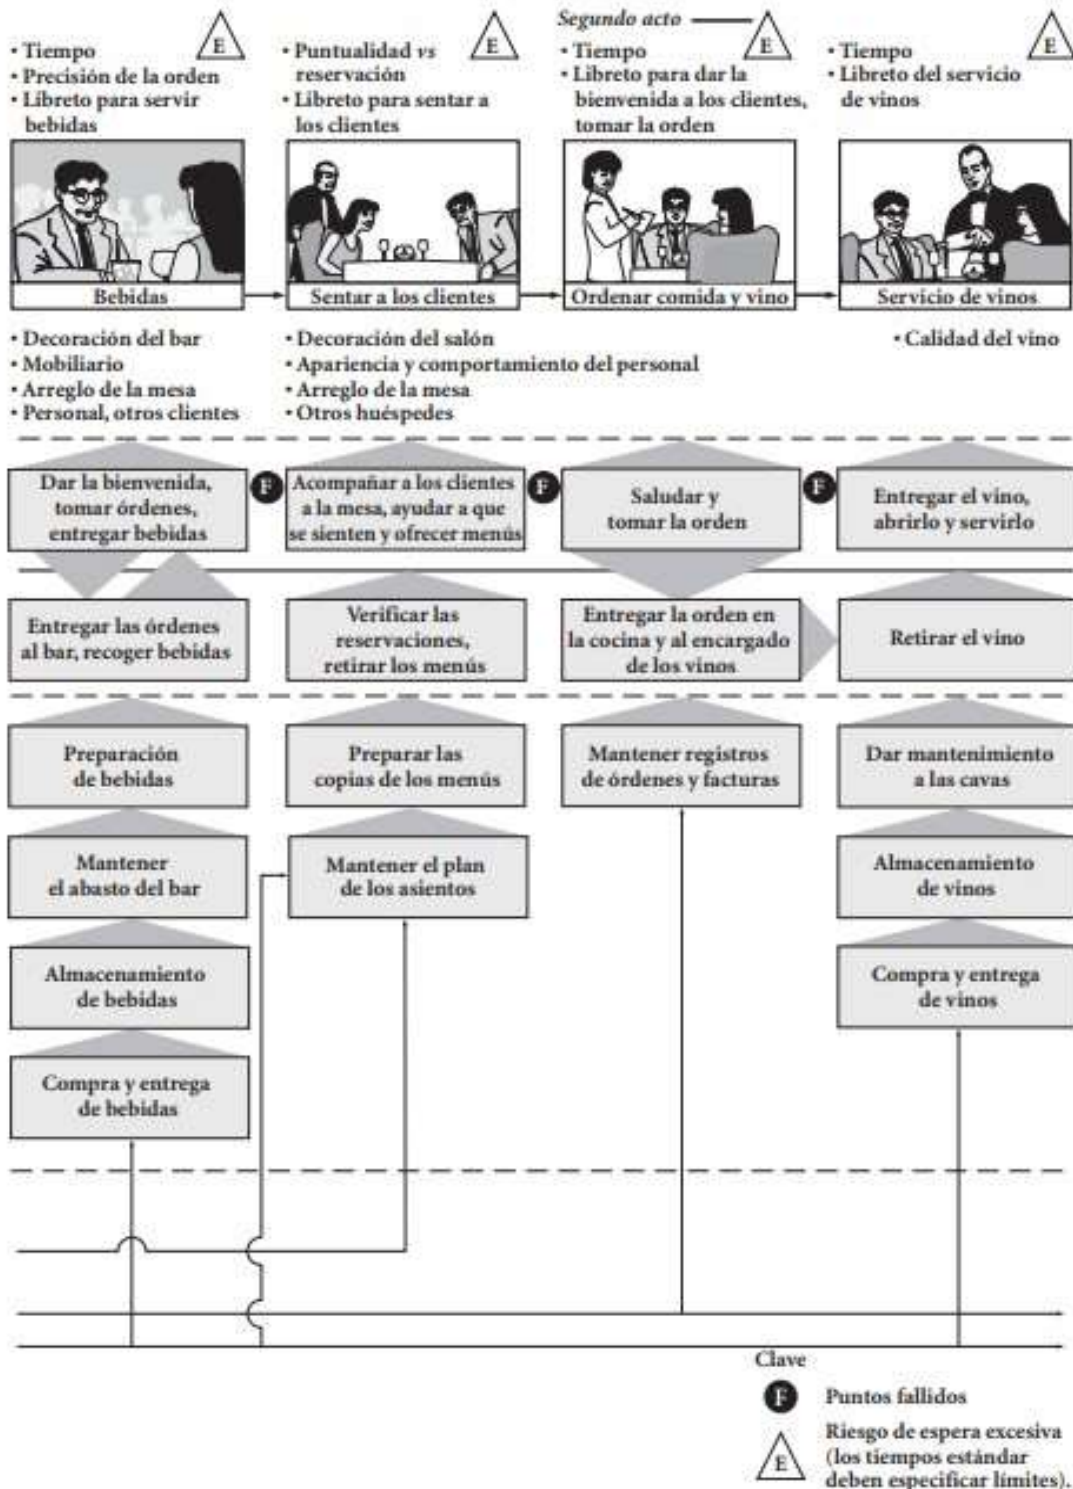 Segundo acto
E
• Tiempo
• Precisión de la orden
• Libreto para servir
bebidas
E
• Puntualidad vs
reservación
• Libreto para sentar a
los clientes
E
• Tiempo
• Libreto para dar la
bienvenida a los clientes,
tomar la orden
E
• Tiempo
• Libreto del servicio
de vinos
Bebidas
Sentar a los clientes
Ordenar comida y vino
Servicio de vinos
• Decoración del bar
• Mobiliario
• Arreglo de la mesa
• Personal, otros clientes
• Decoración del salón
• Apariencia y comportamiento del personal
• Arreglo de la mesa
• Otros huéspedes
• Calidad del vino
Dar la bienvenida,
tomar órdenes,
entregar bebidas
F
Acompañar a los clientes
a la mesa, ayudar a que
se sienten y ofrecer menús
F
Saludar y
tomar la orden
F
Entregar el vino,
abrirlo y servirlo
Entregar las órdenes
al bar, recoger bebidas
Verificar las
reservaciones,
retirar los menús
Entregar la orden en
la cocina y al encargado
de los vinos
Retirar el vino
Preparación
de bebidas
Preparar las
copias de los menús
Mantener registros
de órdenes y facturas
Dar mantenimiento
a las cavas
Mantener
el abasto del bar
Mantener el plan
de los asientos
Almacenamiento
de vinos
Almacenamiento
de bebidas
Compra y entrega
de vinos
Compra y entrega
de bebidas
Clave
F
Puntos fallidos
E
Riesgo de espera excesiva
(los tiempos estándar
deben especificar límites).